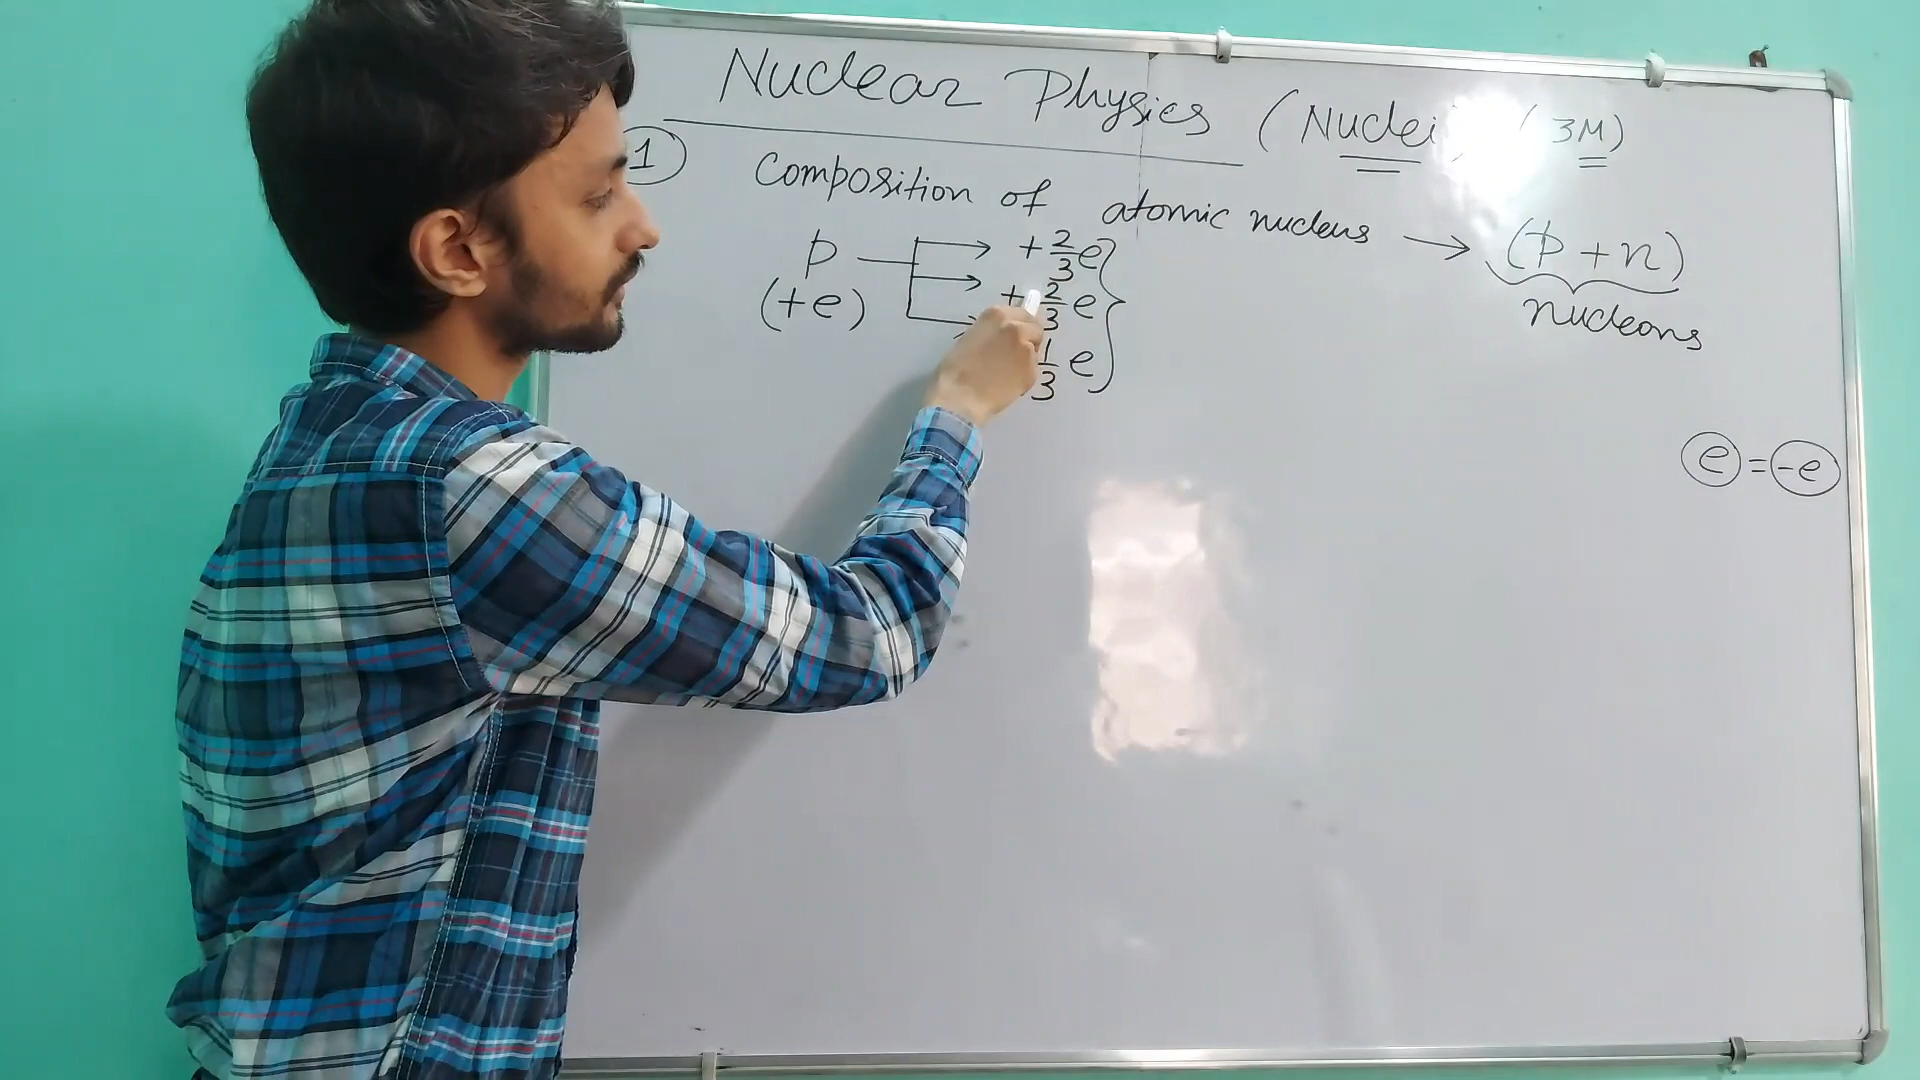 Nuclear Physics (Nuclei) (3M)
1 Composition of atomic nucleus → (p + n)
nucleons
p → +2/3 e
(+e) → +2/3 e
1/3 e
e = -e